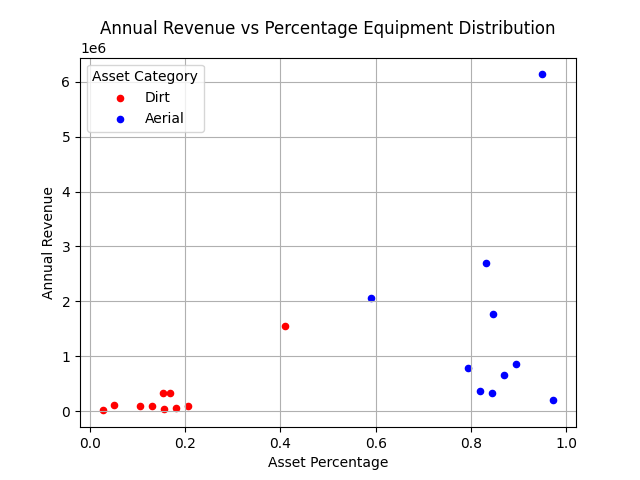 Annual Revenue vs Percentage Equipment Distribution
1e6
Asset Category
Dirt
Aerial
6
5
4
3
2
1
0
Annual Revenue
0.0 0.2 0.4 0.6 0.8 1.0
Asset Percentage